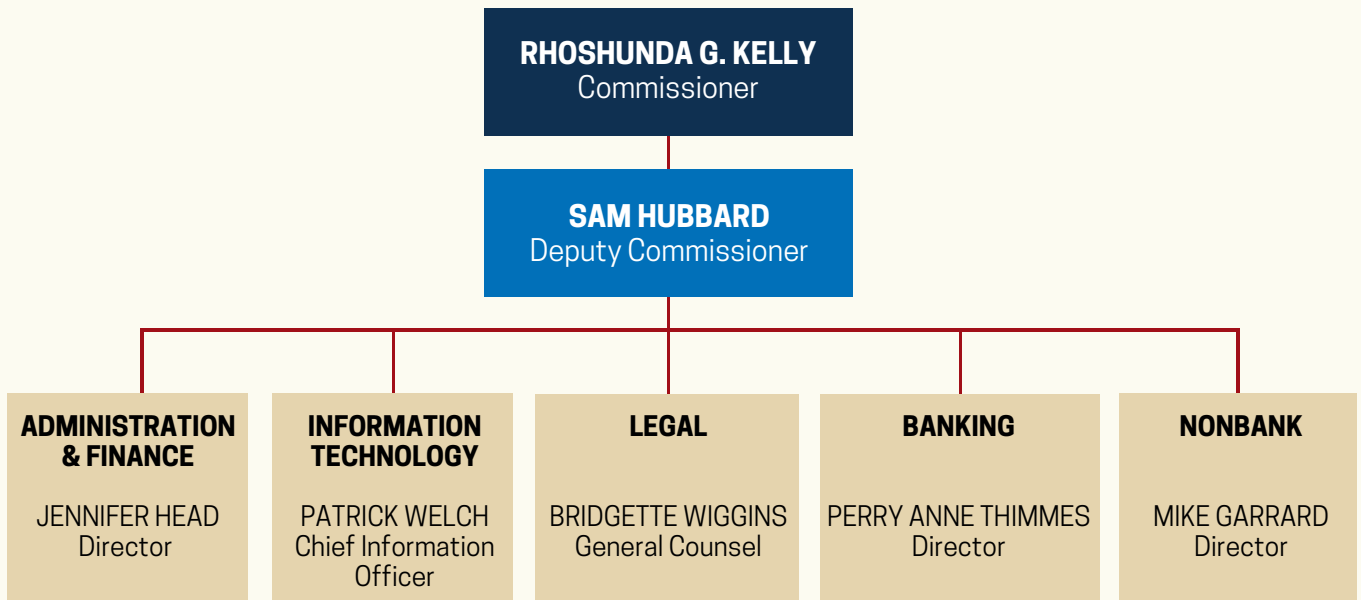 RHOSHUNDA G. KELLY
Commissioner
SAM HUBBARD
Deputy Commissioner
ADMINISTRATION
& FINANCE
JENNIFER HEAD
Director
INFORMATION
TECHNOLOGY
PATRICK WELCH
Chief Information
Officer
LEGAL
BRIDGETTE WIGGINS
General Counsel
BANKING
PERRY ANNE THIMMES
Director
NONBANK
MIKE GARRARD
Director